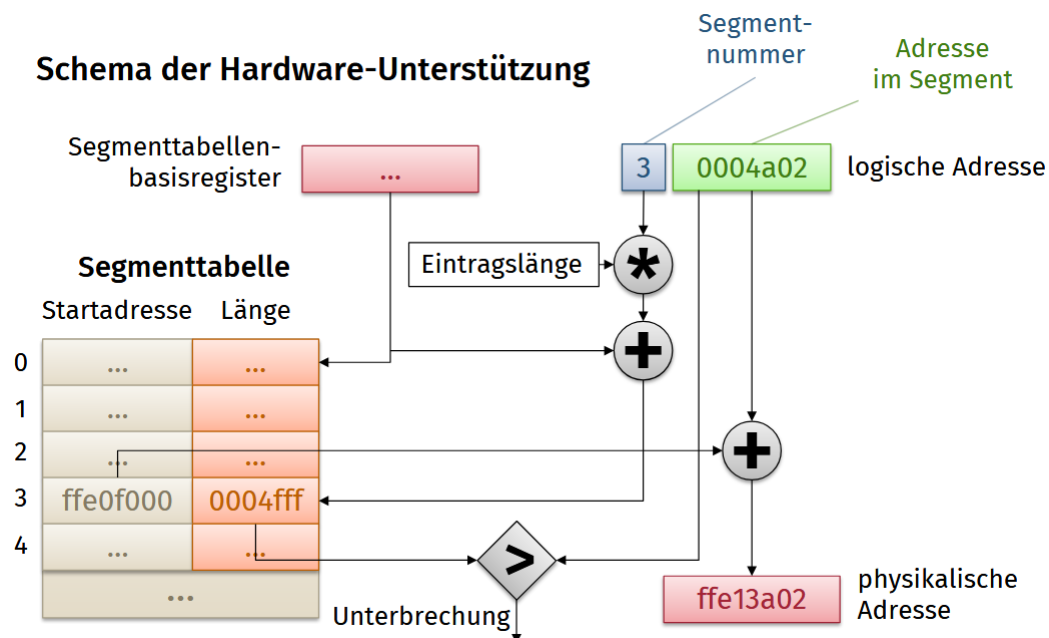 Schema der Hardware-Unterstützung
Segment-
nummer
Adresse
im Segment
Segmenttabellen-
basisregister
...
3
0004a02
logische Adresse
Eintragslänge
*
Segmenttabelle
Startadresse Länge
+
0 ... ...
1 ... ...
2 ... ...
+
3 ffe0f000 0004fff
4 ... ...
>
...
Unterbrechung
ffe13a02
physikalische
Adresse